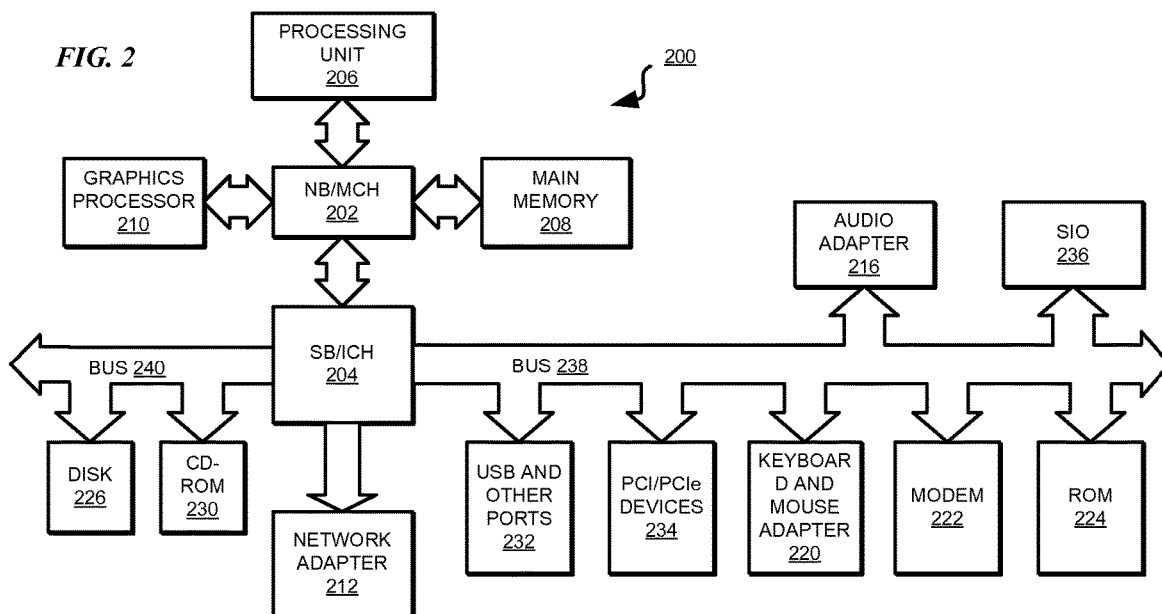 FIG. 2
PROCESSING
UNIT
206
200
GRAPHICS
PROCESSOR
210
NB/MCH
202
MAIN
MEMORY
208
AUDIO
ADAPTER
216
SIO
236
SB/ICH
204
BUS 240
BUS 238
DISK
226
CD-
ROM
230
USB AND
OTHER
PORTS
232
PCI/PCIe
DEVICES
234
KEYBOAR
D AND
MOUSE
ADAPTER
220
MODEM
222
ROM
224
NETWORK
ADAPTER
212